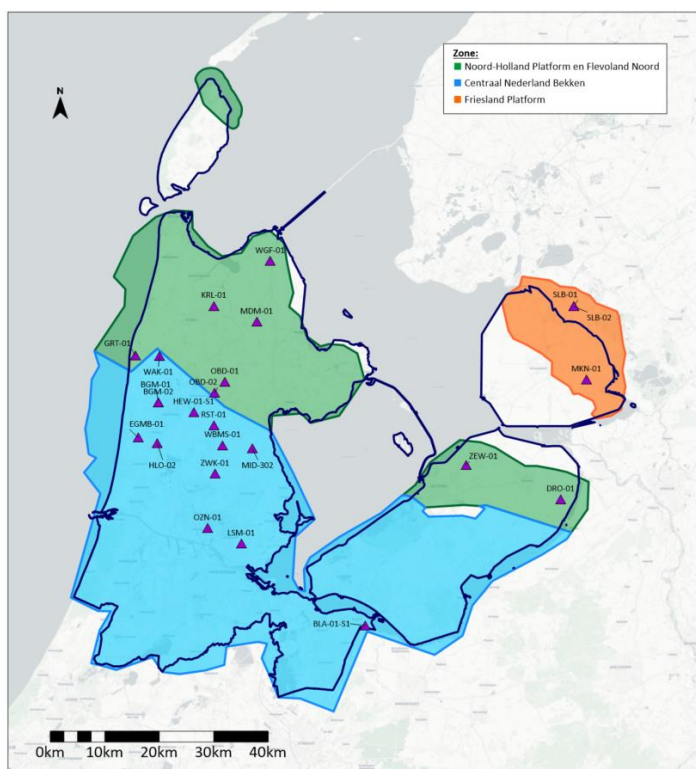 Zone:
Noord-Holland Platform en Flevoland Noord
Centraal Nederland Bekken
Friesland Platform
N
WGF-01
KRL-01
MDM-01
SLB-01
SLB-02
GRT-01
WAK-01
MKN-01
BGM-01
OBD-01
BGM-02
OBD-02
HEW-01-S1
RST-01
EGMB-01
WBMS-01
HLO-02
MID-302
ZWK-01
ZEW-01
DRO-01
OZN-01
LSM-01
BLA-01-S1
0km 10km 20km 30km 40km